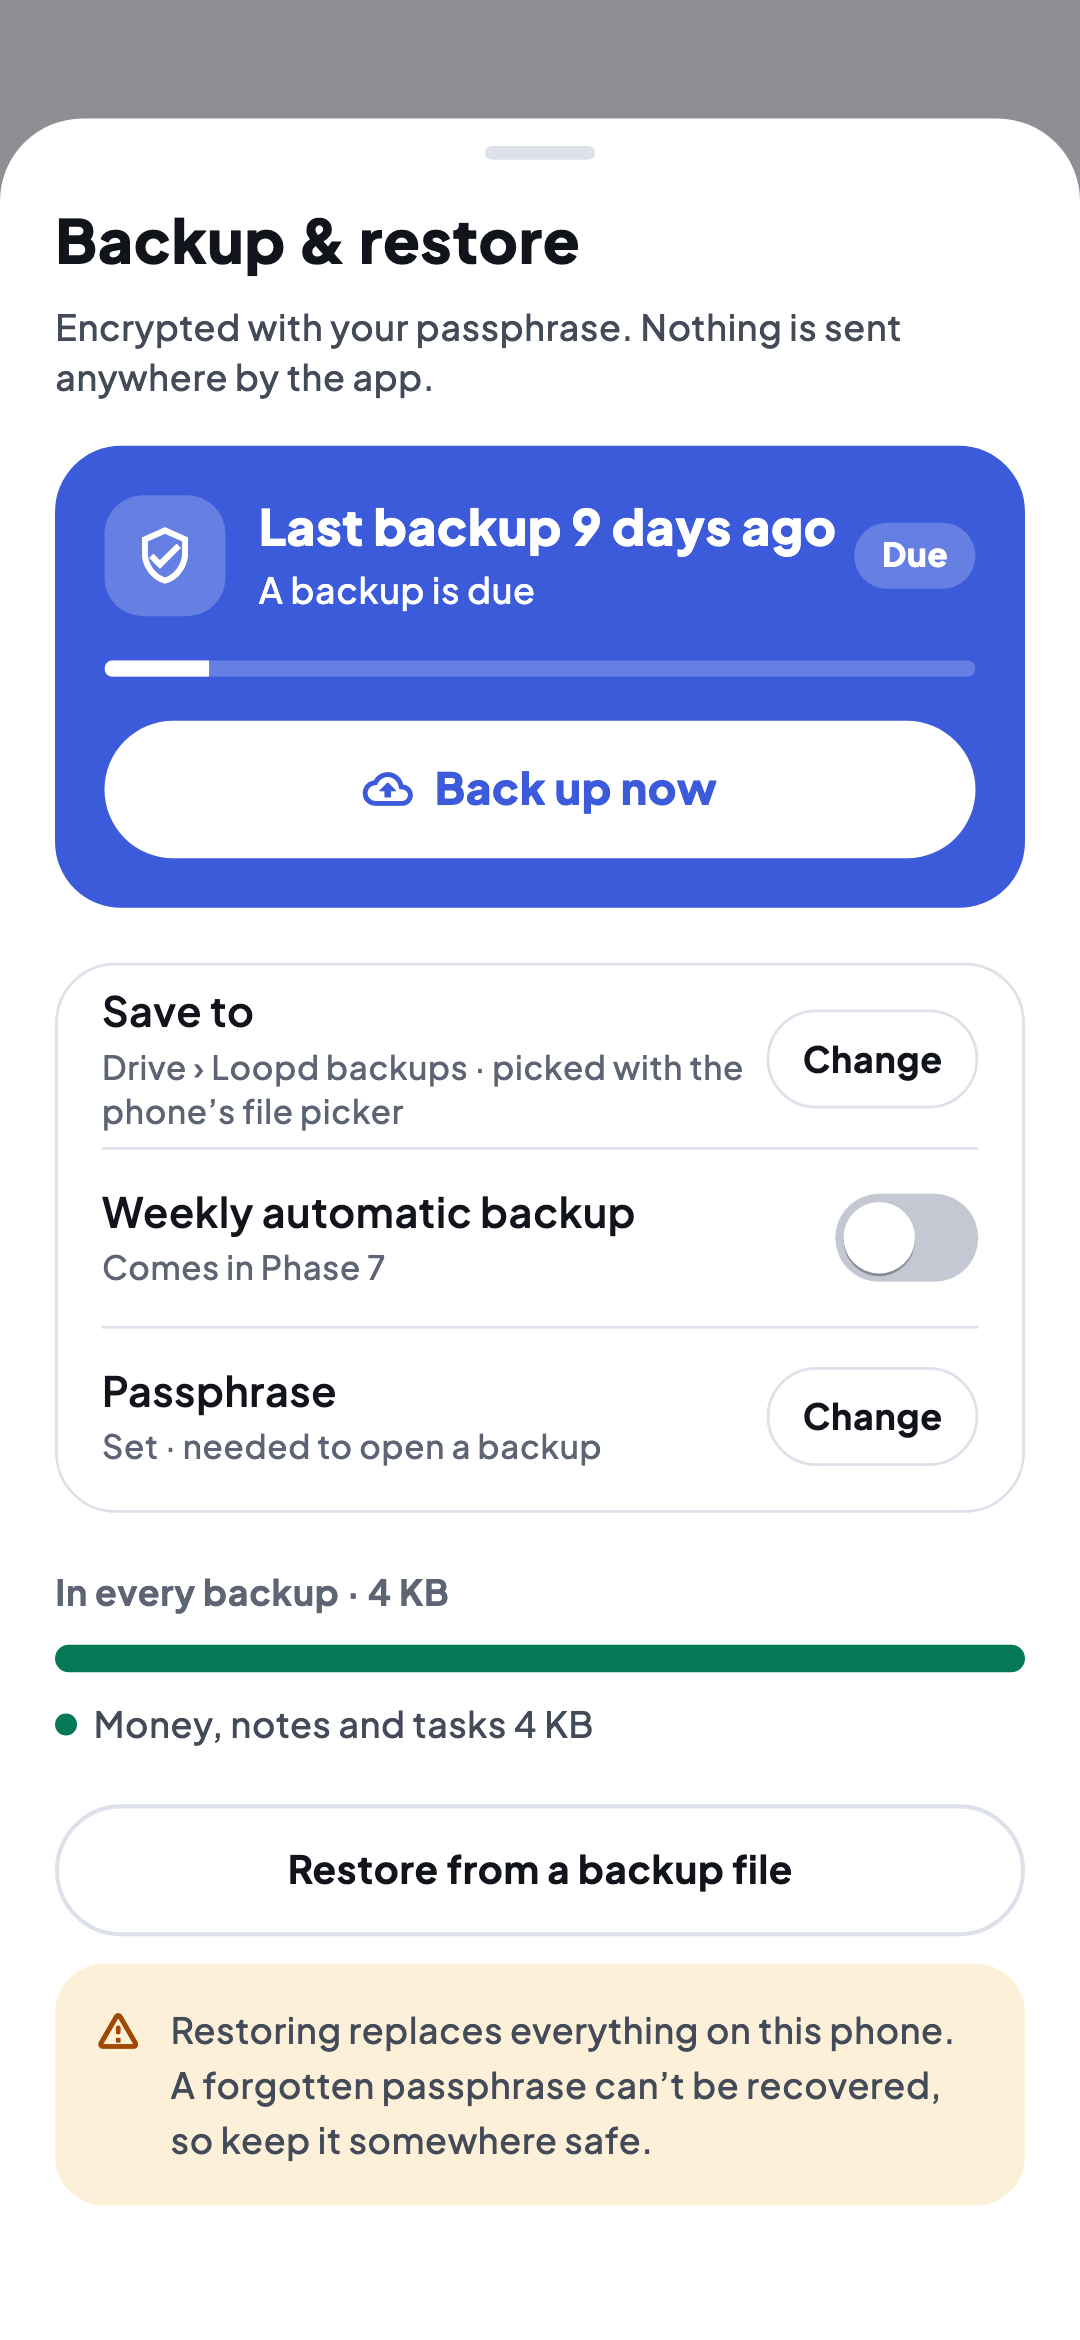 Backup & restore
Encrypted with your passphrase. Nothing is sent
anywhere by the app.
Last backup 9 days ago
Due
A backup is due
Back up now
Save to
Drive › Loopd backups · picked with the
phone’s file picker
Change
Weekly automatic backup
Comes in Phase 7
Passphrase
Set · needed to open a backup
Change
In every backup · 4 KB
Money, notes and tasks 4 KB
Restore from a backup file
Restoring replaces everything on this phone.
A forgotten passphrase can’t be recovered,
so keep it somewhere safe.